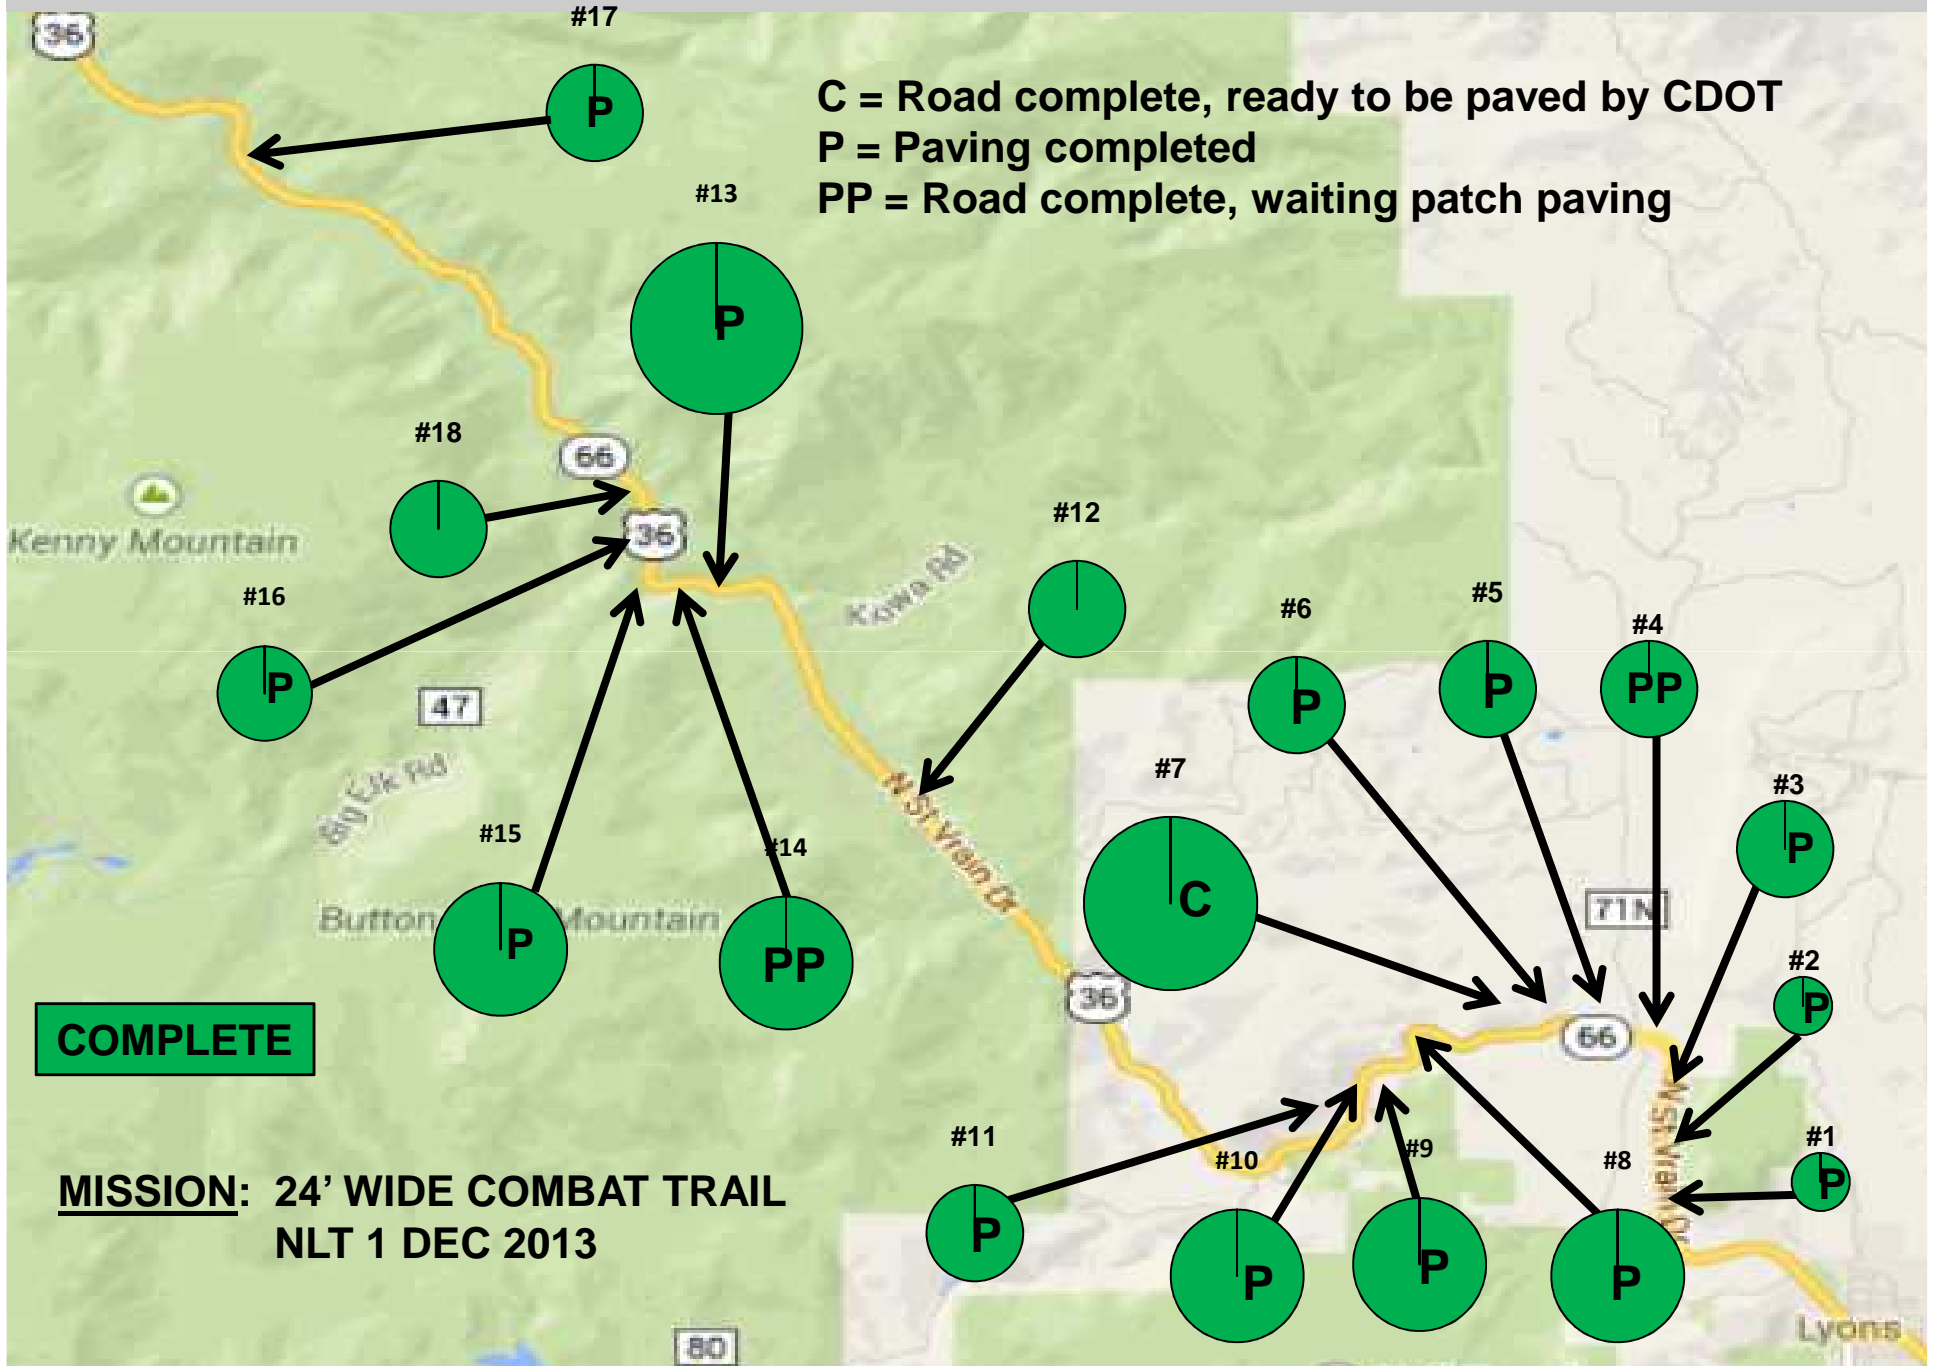 #17
36
P
C = Road complete, ready to be paved by CDOT
P = Paving completed
PP = Road complete, waiting patch paving
#13
P
#18
66
36
Kenny Mountain
#12
Kiowa Rd
#16
P
47
Big Elk Rd
#6
P
#5
P
#4
PP
#7
C
#3
P
N St Vrain Dr
#15
P
#14
PP
Button Mountain
71N
#2
P
36
66
COMPLETE
N St Vrain Dr
#11
P
#10
P
#9
P
#8
P
#1
P
MISSION: 24’ WIDE COMBAT TRAIL
NLT 1 DEC 2013
80
Lyons